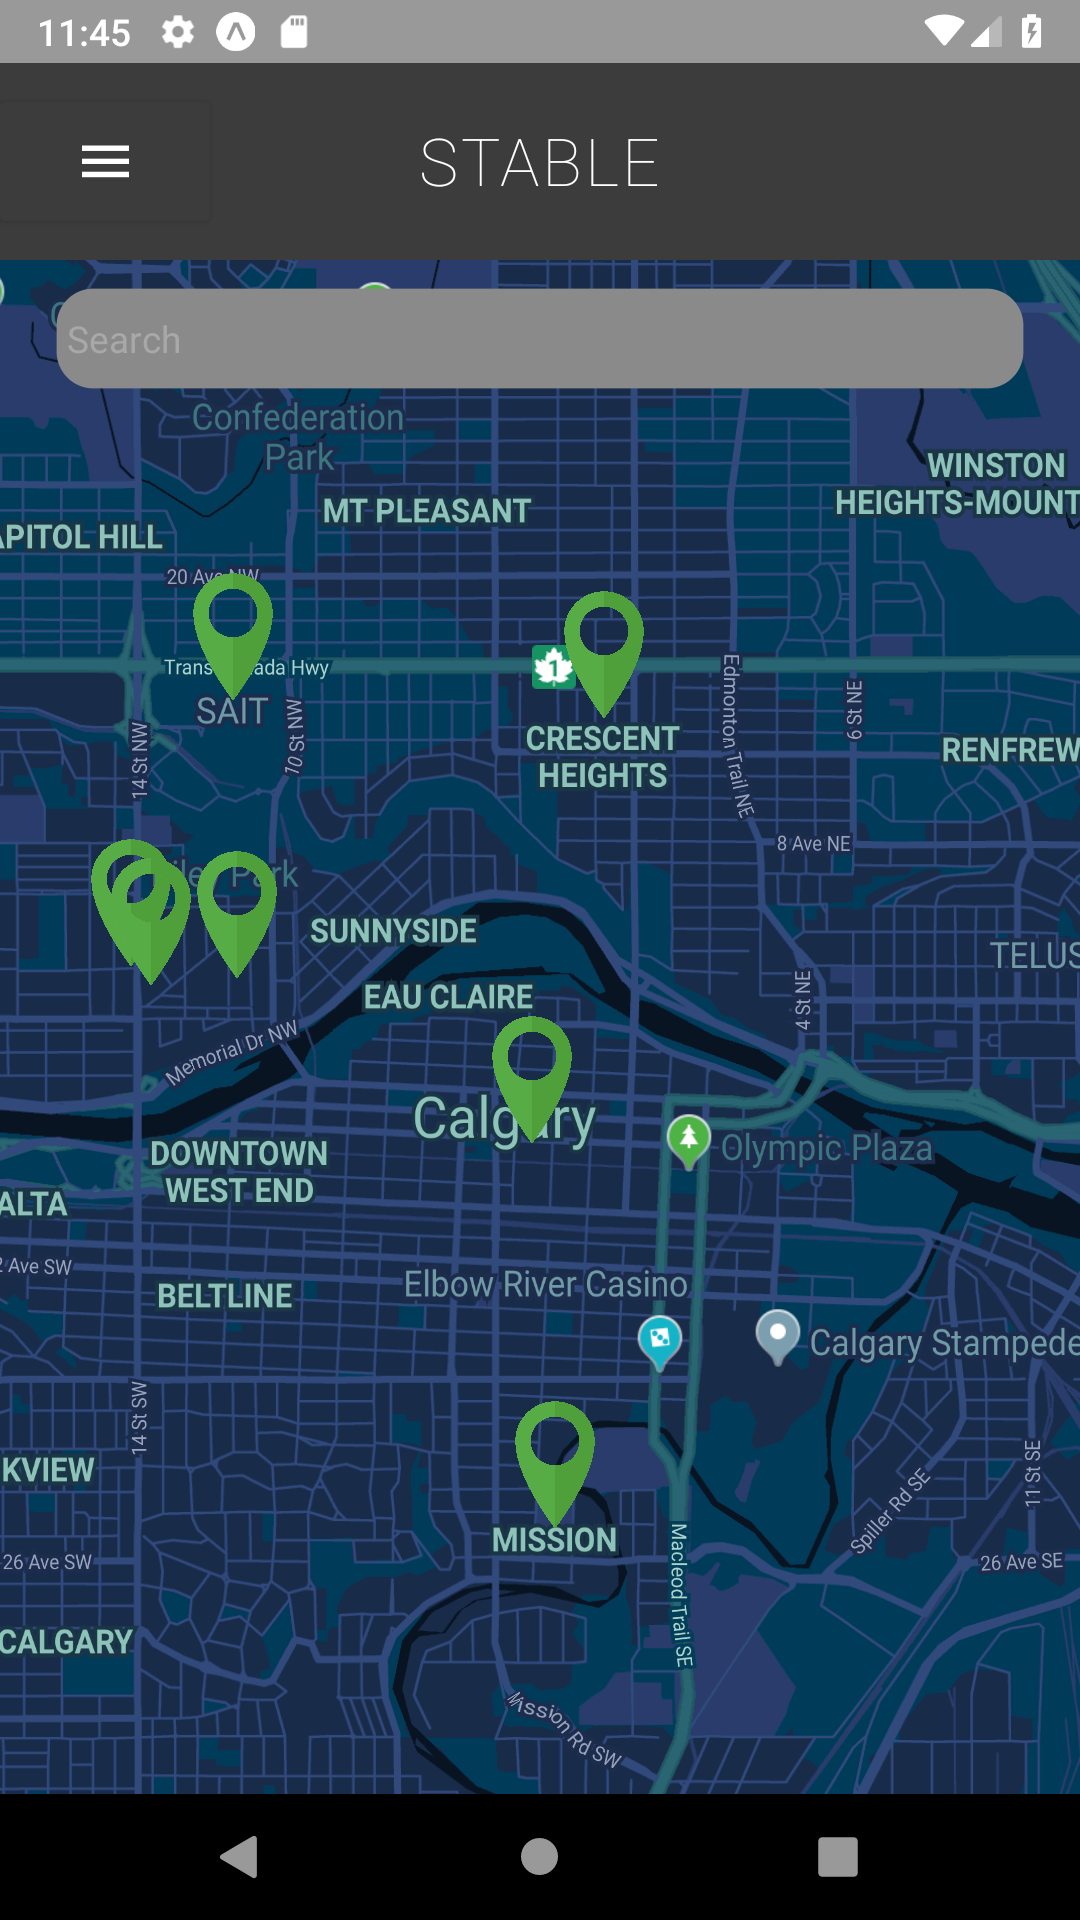 11:45
STABLE
Search
Confederation
Park
WINSTON
HEIGHTS-MOUNT
MT PLEASANT
APITOL HILL
20 Ave NW
Trans ada Hwy
1
SAIT
14 St NW
10 St NW
CRESCENT
HEIGHTS
Edmonton Trail NE
6 St NE
RENFREW
8 Ave NE
iley Park
SUNNYSIDE
TELUS
EAU CLAIRE
4 St NE
Memorial Dr NW
Calgary
Olympic Plaza
DOWNTOWN
WEST END
ALTA
2 Ave SW
BELTLINE
Elbow River Casino
Calgary Stampede
14 St SW
KVIEW
11 St SE
Spiller Rd SE
MISSION
26 Ave SW
26 Ave SE
Macleod Trail SE
CALGARY
Mission Rd SW